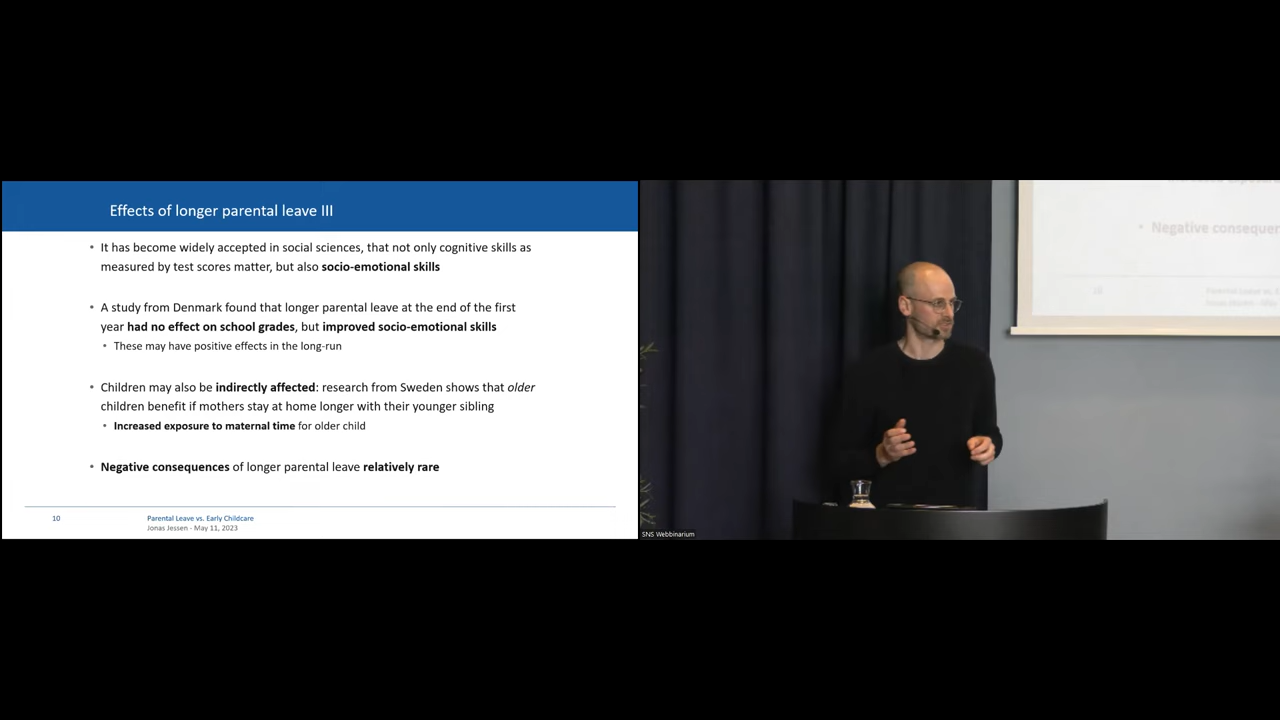 Effects of longer parental leave III
• It has become widely accepted in social sciences, that not only cognitive skills as
measured by test scores matter, but also socio-emotional skills
• A study from Denmark found that longer parental leave at the end of the first
year had no effect on school grades, but improved socio-emotional skills
• These may have positive effects in the long-run
• Children may also be indirectly affected: research from Sweden shows that older
children benefit if mothers stay at home longer with their younger sibling
• Increased exposure to maternal time for older child
• Negative consequences of longer parental leave relatively rare
10
Parental Leave vs. Early Childcare
Jonas Jessen - May 11, 2023
• Negative
SNS Webbinarium